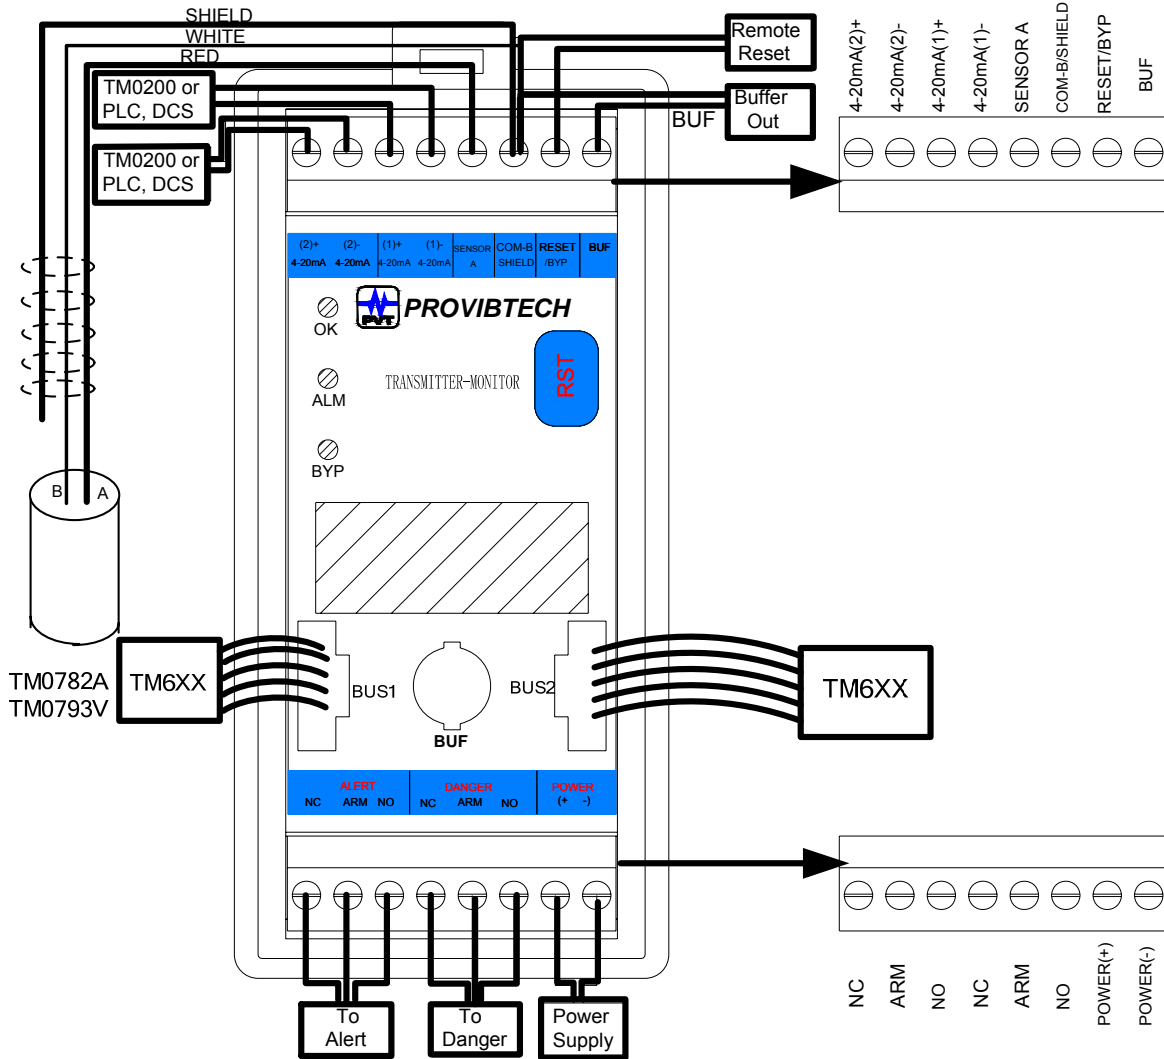 SHIELD
WHITE
RED
TM0200 or
PLC, DCS
TM0200 or
PLC, DCS
Remote
Reset
Buffer
Out
BUF
4-20mA(2)+
4-20mA(2)-
4-20mA(1)+
4-20mA(1)-
SENSOR A
COM-B/SHIELD
RESET/BYP
BUF
(2)+ (2)- (1)+ (1)- SENSOR COM-B RESET BUF
4-20mA 4-20mA 4-20mA 4-20mA A SHIELD /BYP
PVT PROVIBTECH
OK
TRANSMITTER-MONITOR
RST
ALM
BYP
B A
TM0782A
TM0793V
TM6XX
BUS1
BUS2
TM6XX
BUF
ALERT DANGER POWER
NC ARM NO NC ARM NO (+ -)
To
Alert
To
Danger
Power
Supply
NC
ARM
NO
NC
ARM
NO
POWER(+)
POWER(-)